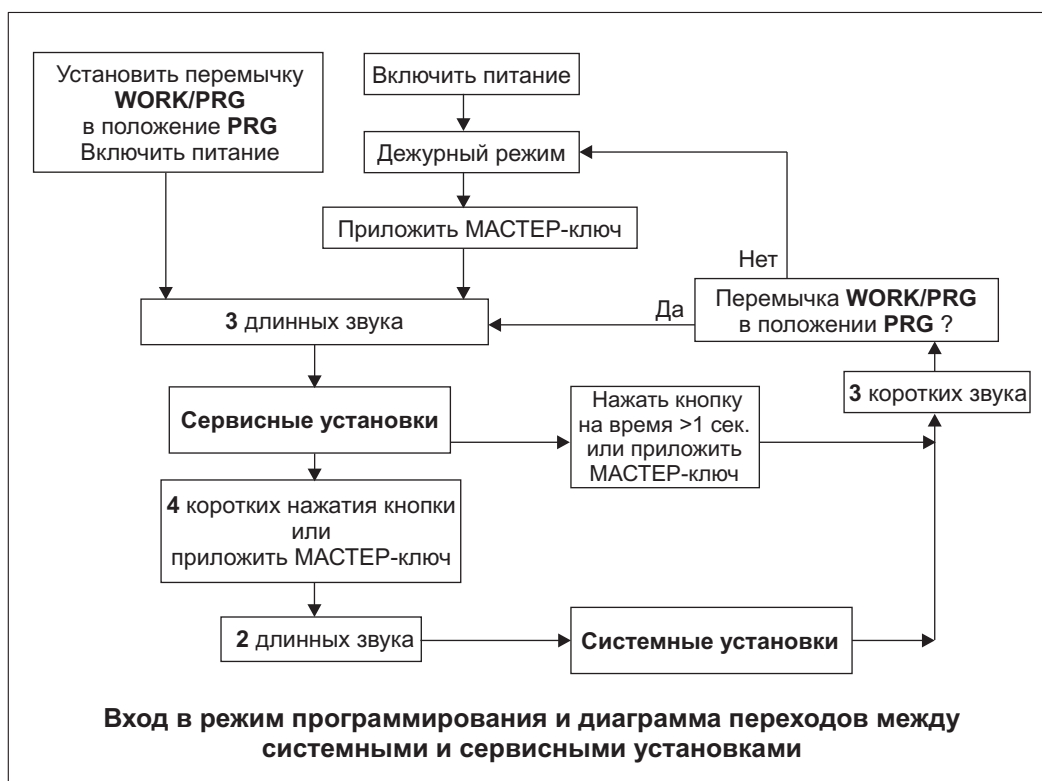 Установить перемычку
WORK/PRG
в положение PRG
Включить питание
Включить питание
Дежурный режим
Приложить МАСТЕР-ключ
Нет
Да
Перемычка WORK/PRG
в положении PRG ?
3 длинных звука
3 коротких звука
Сервисные установки
Нажать кнопку
на время >1 сек.
или приложить
МАСТЕР-ключ
4 коротких нажатия кнопки
или
приложить МАСТЕР-ключ
2 длинных звука
Системные установки
Вход в режим программирования и диаграмма переходов между
системными и сервисными установками